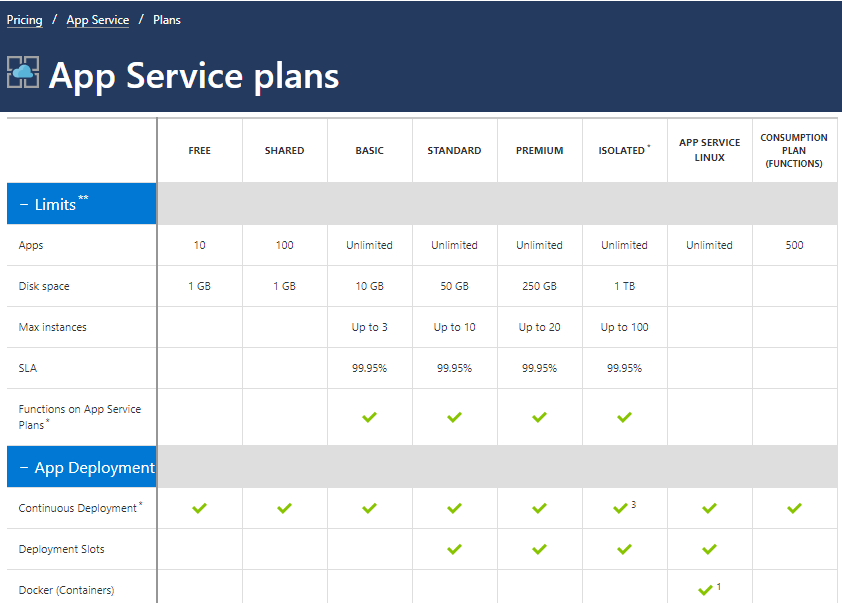 Pricing / App Service / Plans
App Service plans
FREE SHARED BASIC STANDARD PREMIUM ISOLATED* APP SERVICE LINUX CONSUMPTION PLAN (FUNCTIONS)
− Limits**
Apps 10 100 Unlimited Unlimited Unlimited Unlimited Unlimited 500
Disk space 1 GB 1 GB 10 GB 50 GB 250 GB 1 TB
Max instances Up to 3 Up to 10 Up to 20 Up to 100
SLA 99.95% 99.95% 99.95% 99.95%
Functions on App Service
Plans* ✓ ✓ ✓ ✓
− App Deployment
Continuous Deployment* ✓ ✓ ✓ ✓ ✓ ✓ 3 ✓ ✓
Deployment Slots ✓ ✓ ✓ ✓
Docker (Containers) ✓ 1